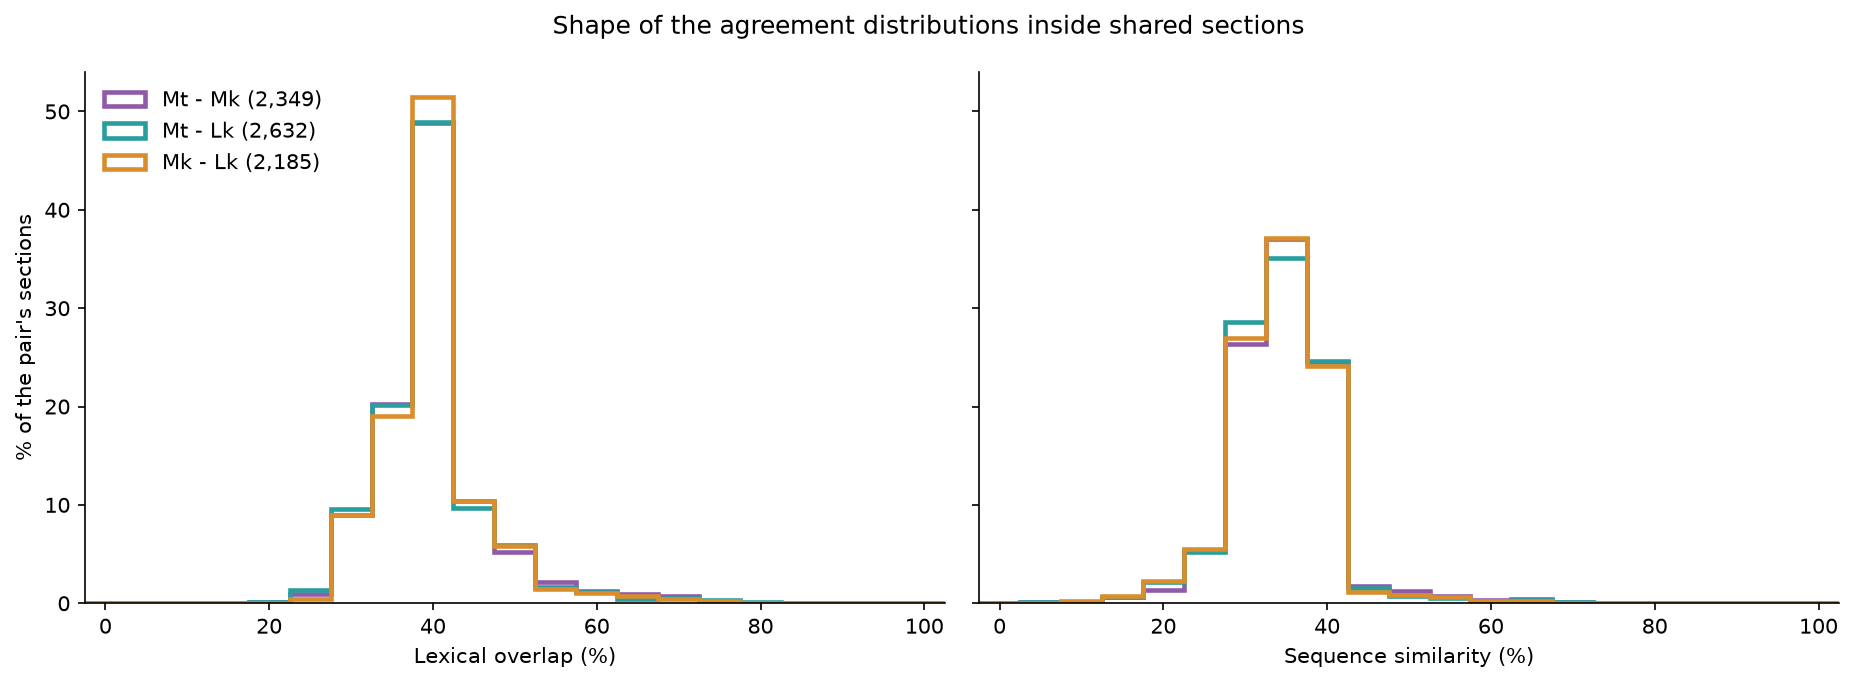 Shape of the agreement distributions inside shared sections
Mt - Mk (2,349)
Mt - Lk (2,632)
Mk - Lk (2,185)
% of the pair's sections
50
40
30
20
10
0
0 20 40 60 80 100
Lexical overlap (%)
0 20 40 60 80 100
Sequence similarity (%)